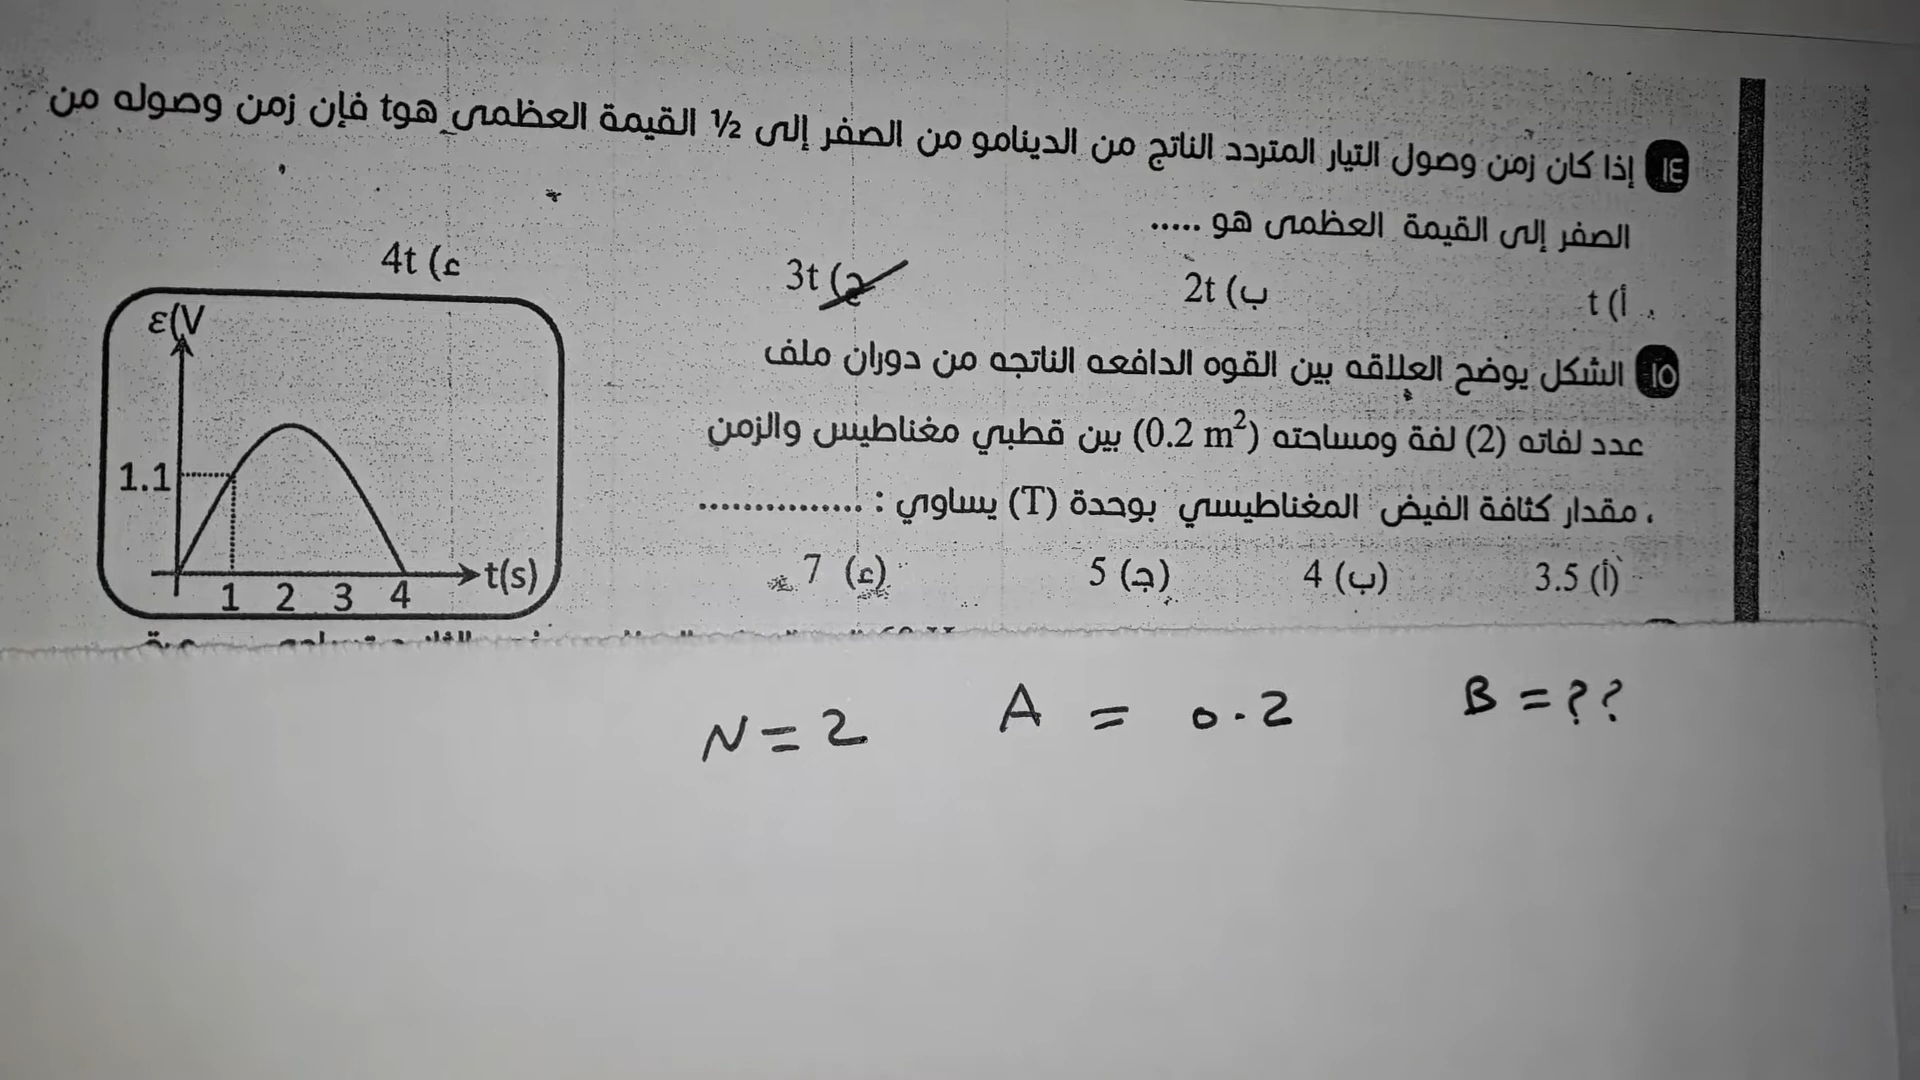 ١٤ إذا كان زمن وصول التيار المتردد الناتج من الدينامو من الصفر إلى ½ القيمة العظمى هو t فإن زمن وصوله من
الصفر إلى القيمة العظمى هو .....
أ) t ب) 2t ج) 3t ء) 4t
١٥ الشكل يوضح العلاقه بين القوه الدافعه الناتجه من دوران ملف
عدد لفاته (2) لفة ومساحته (0.2 m²) بين قطبي مغناطيس والزمن
، مقدار كثافة الفيض المغناطيسي بوحدة (T) يساوي : ...............
(أ) 3.5 (ب) 4 (ج) 5 (ء) 7
ε(V
1.1
t(s)
1 2 3 4
N = 2 A = 0.2 B = ??